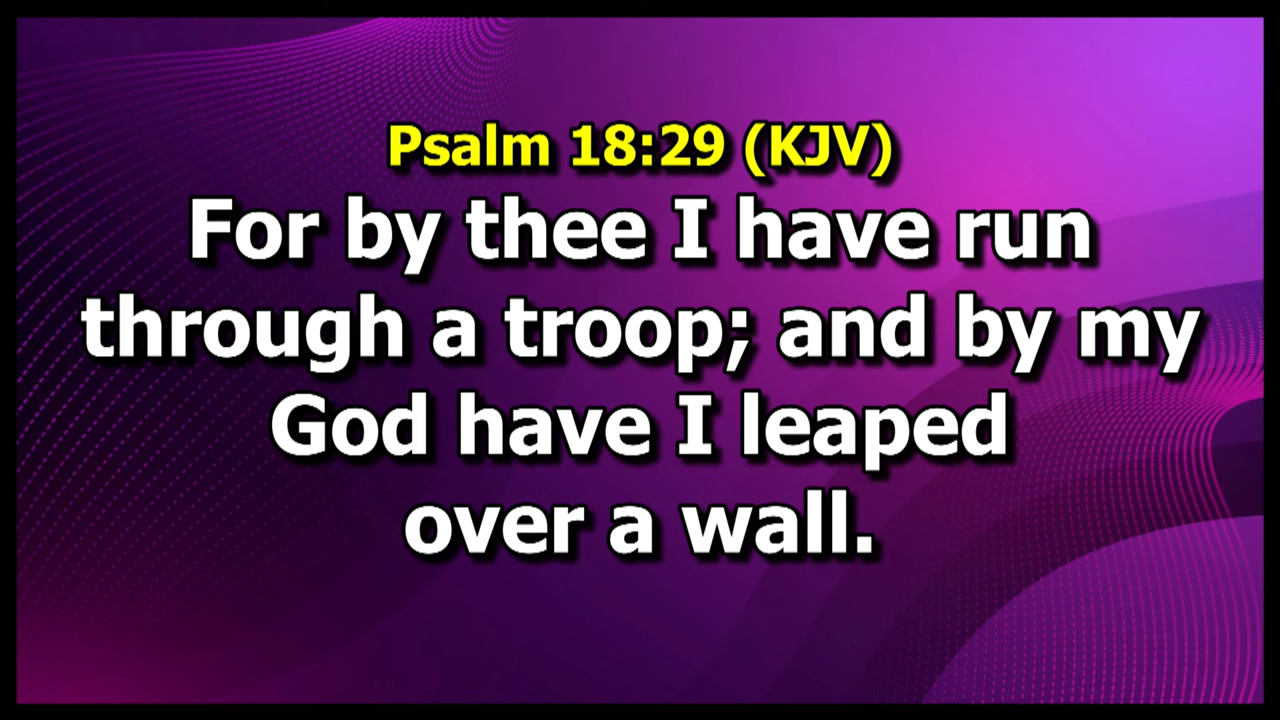 Psalm 18:29 (KJV)
For by thee I have run
through a troop; and by my
God have I leaped
over a wall.